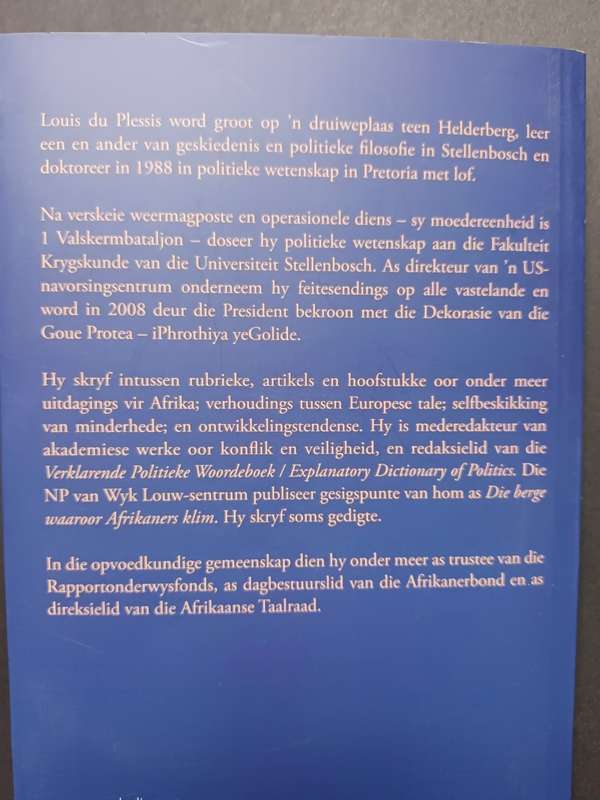 Louis du Plessis word groot op 'n druiweplaas teen Helderberg, leer
een en ander van geskiedenis en politieke filosofie in Stellenbosch en
doktoreer in 1988 in politieke wetenskap in Pretoria met lof.
Na verskeie weermagposte en operasionele diens – sy moedereenheid is
1 Valskermbataljon – doseer hy politieke wetenskap aan die Fakulteit
Krygskunde van die Universiteit Stellenbosch. As direkteur van 'n US-
navorsingsentrum onderneem hy feitesendings op alle vastelande en
word in 2008 deur die President bekroon met die Dekorasie van die
Goue Protea – iPhrothiya yeGolide.
Hy skryf intussen rubrieke, artikels en hoofstukke oor onder meer
uitdagings vir Afrika; verhoudings tussen Europese tale; selfbeskikking
van minderhede; en ontwikkelingstendense. Hy is mederedakteur van
akademiese werke oor konflik en veiligheid, en redaksielid van die
Verklarende Politieke Woordeboek / Explanatory Dictionary of Politics. Die
NP van Wyk Louw-sentrum publiseer gesigspunte van hom as Die berge
waaroor Afrikaners klim. Hy skryf soms gedigte.
In die opvoedkundige gemeenskap dien hy onder meer as trustee van die
Rapportonderwysfonds, as dagbestuurslid van die Afrikanerbond en as
direksielid van die Afrikaanse Taalraad.